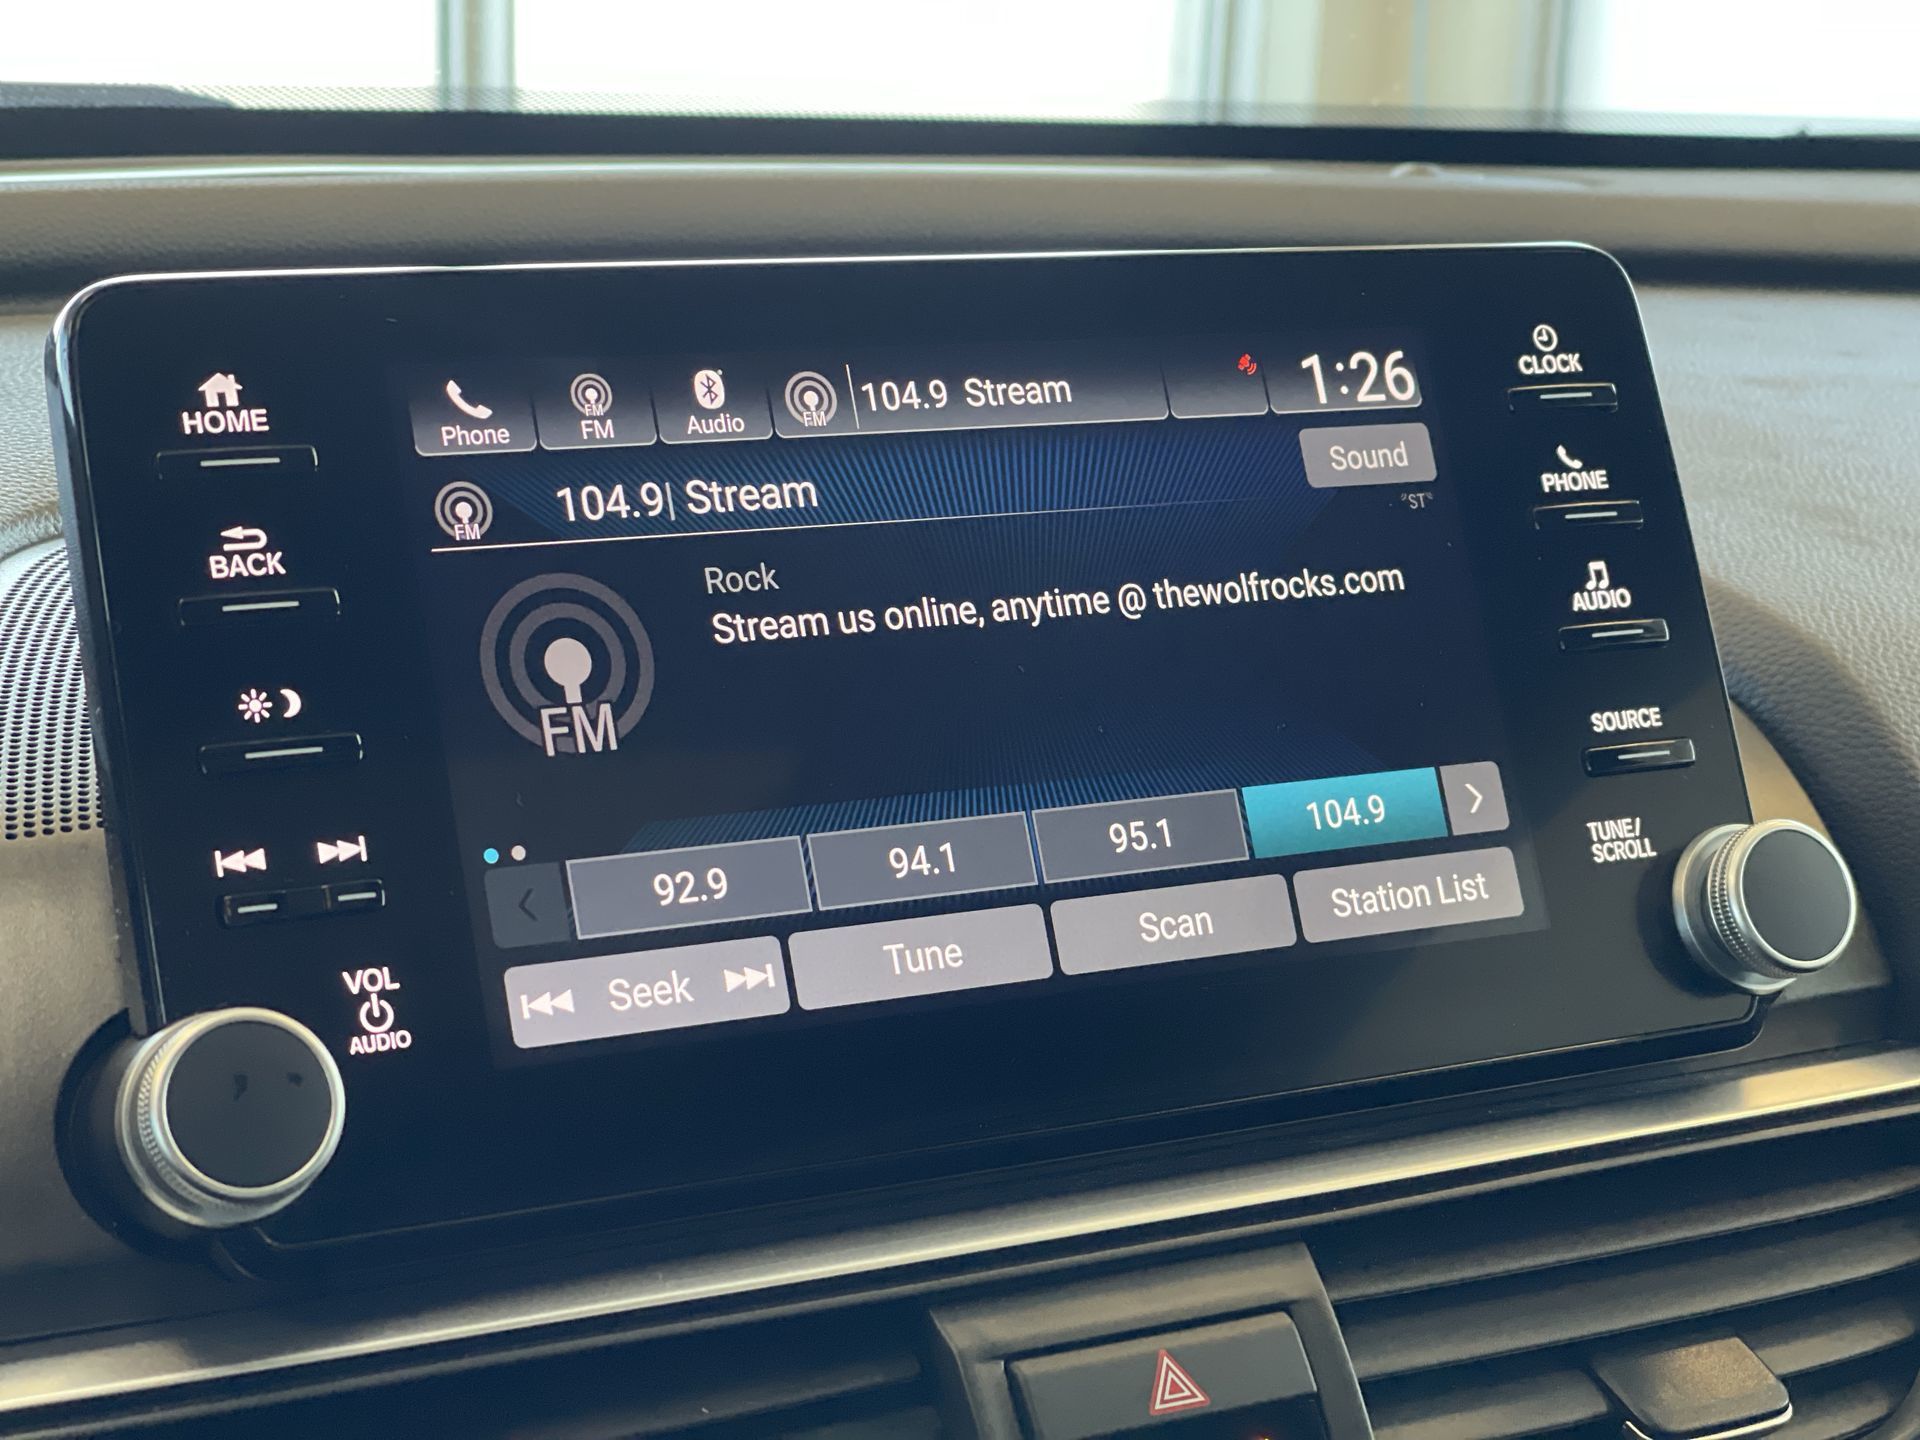 HOME
BACK
VOL
AUDIO
Phone
FM
FM
Audio
FM
104.9 Stream
1:26
FM
104.9| Stream
Sound
ST
Rock
Stream us online, anytime @ thewolfrocks.com
FM
92.9
94.1
95.1
104.9
Seek
Tune
Scan
Station List
CLOCK
PHONE
AUDIO
SOURCE
TUNE/
SCROLL